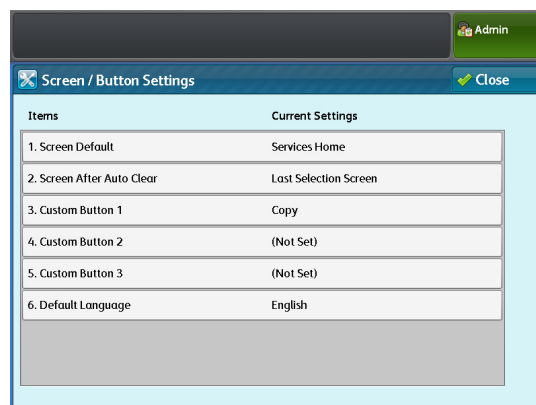 Admin
Screen / Button Settings
Close
Items Current Settings
1. Screen Default Services Home
2. Screen After Auto Clear Last Selection Screen
3. Custom Button 1 Copy
4. Custom Button 2 (Not Set)
5. Custom Button 3 (Not Set)
6. Default Language English